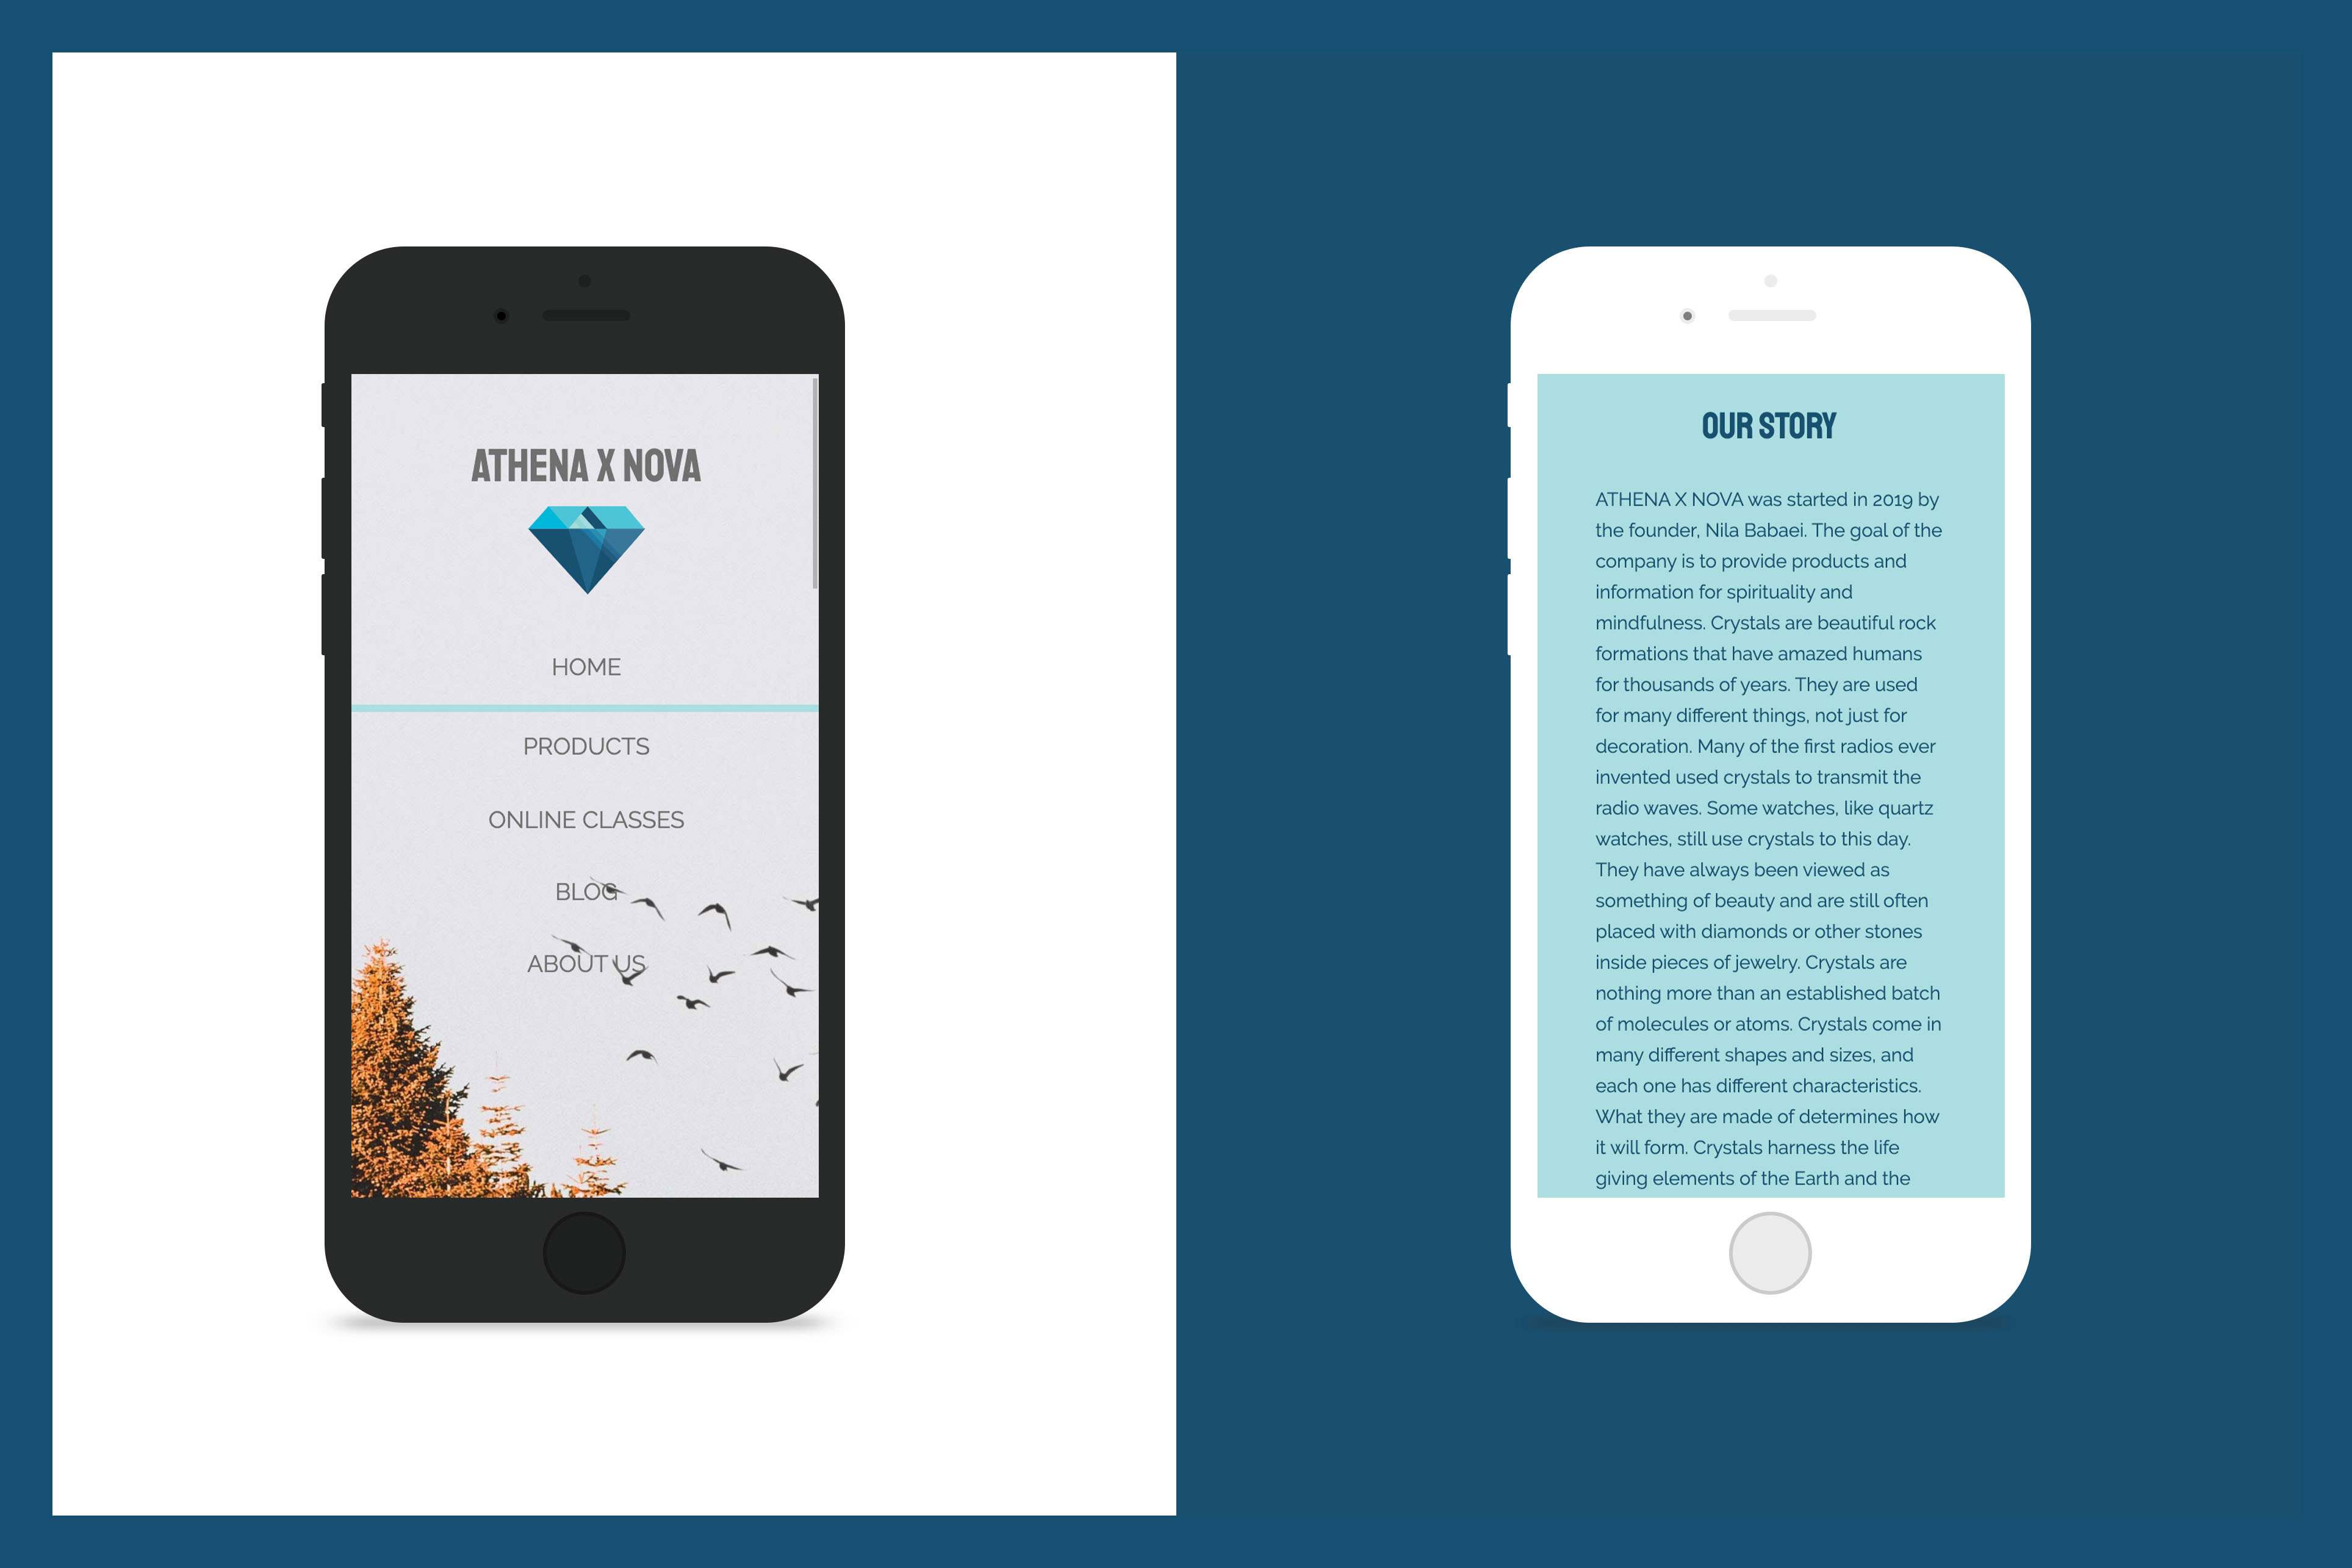 ATHENA X NOVA
HOME
PRODUCTS
ONLINE CLASSES
BLOG
ABOUT US
OUR STORY
ATHENA X NOVA was started in 2019 by
the founder, Nila Babaei. The goal of the
company is to provide products and
information for spirituality and
mindfulness. Crystals are beautiful rock
formations that have amazed humans
for thousands of years. They are used
for many different things, not just for
decoration. Many of the first radios ever
invented used crystals to transmit the
radio waves. Some watches, like quartz
watches, still use crystals to this day.
They have always been viewed as
something of beauty and are still often
placed with diamonds or other stones
inside pieces of jewelry. Crystals are
nothing more than an established batch
of molecules or atoms. Crystals come in
many different shapes and sizes, and
each one has different characteristics.
What they are made of determines how
it will form. Crystals harness the life
giving elements of the Earth and the